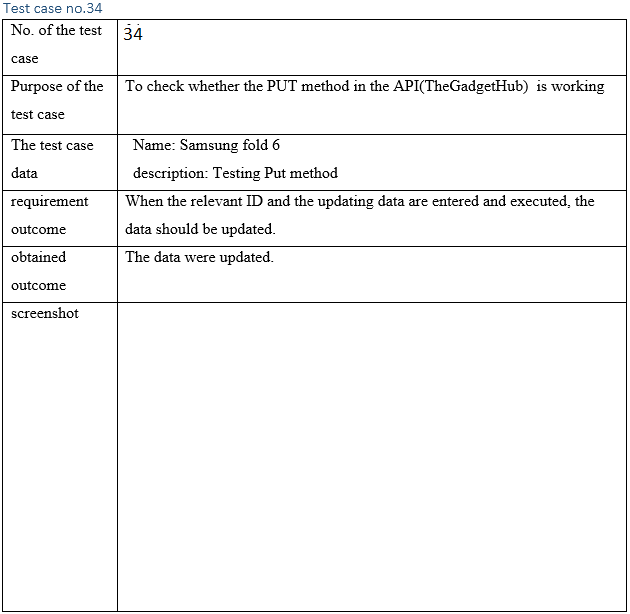 Test case no.34
No. of the test
case
34
Purpose of the
test case
To check whether the PUT method in the API(TheGadgetHub)  is working
The test case
data
Name: Samsung fold 6
description: Testing Put method
requirement
outcome
When the relevant ID and the updating data are entered and executed, the
data should be updated.
obtained
outcome
The data were updated.
screenshot